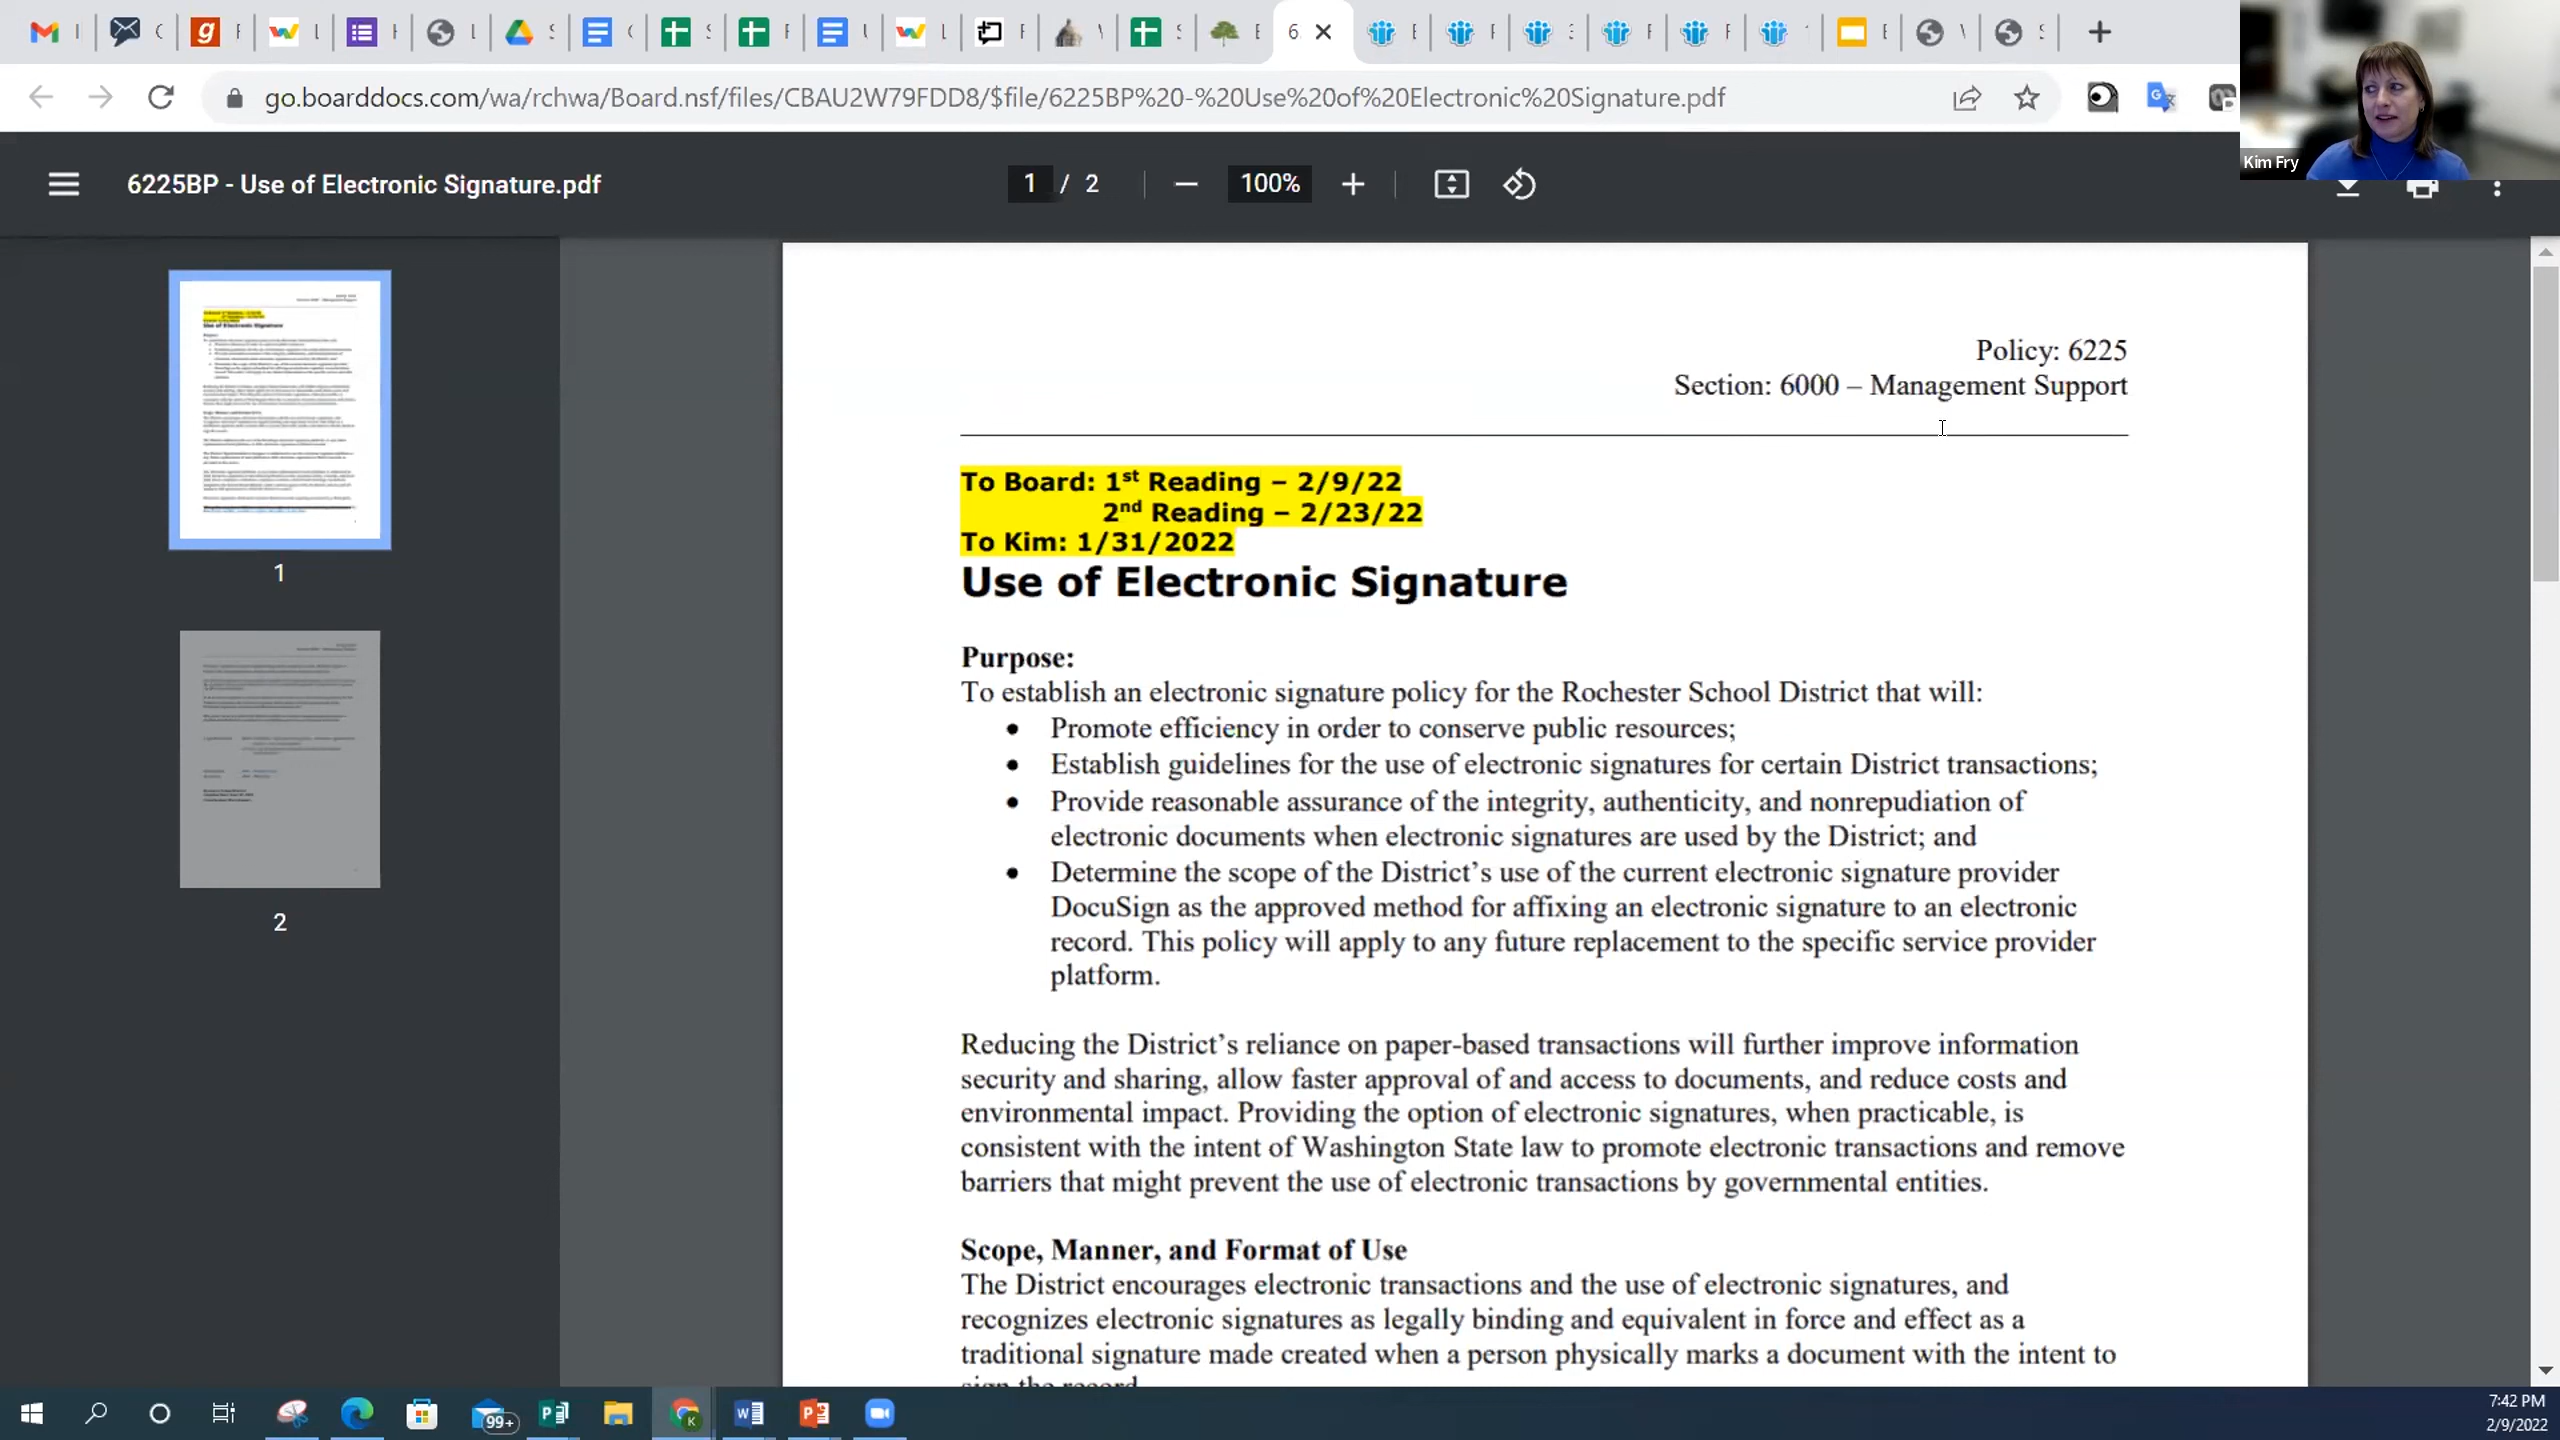 go.boarddocs.com/wa/rchwa/Board.nsf/files/CBAU2W79FDD8/$file/6225BP%20-%20Use%20of%20Electronic%20Signature.pdf
Kim Fry
6225BP - Use of Electronic Signature.pdf
1 / 2
100%
Policy: 6225
Section: 6000 – Management Support
To Board: 1st Reading – 2/9/22
2nd Reading – 2/23/22
To Kim: 1/31/2022
Use of Electronic Signature
Purpose:
To establish an electronic signature policy for the Rochester School District that will:
• Promote efficiency in order to conserve public resources;
• Establish guidelines for the use of electronic signatures for certain District transactions;
• Provide reasonable assurance of the integrity, authenticity, and nonrepudiation of
electronic documents when electronic signatures are used by the District; and
• Determine the scope of the District’s use of the current electronic signature provider
DocuSign as the approved method for affixing an electronic signature to an electronic
record. This policy will apply to any future replacement to the specific service provider
platform.
Reducing the District’s reliance on paper-based transactions will further improve information
security and sharing, allow faster approval of and access to documents, and reduce costs and
environmental impact. Providing the option of electronic signatures, when practicable, is
consistent with the intent of Washington State law to promote electronic transactions and remove
barriers that might prevent the use of electronic transactions by governmental entities.
Scope, Manner, and Format of Use
The District encourages electronic transactions and the use of electronic signatures, and
recognizes electronic signatures as legally binding and equivalent in force and effect as a
traditional signature made created when a person physically marks a document with the intent to
sign the record.
1
2
99+
7:42 PM
2/9/2022